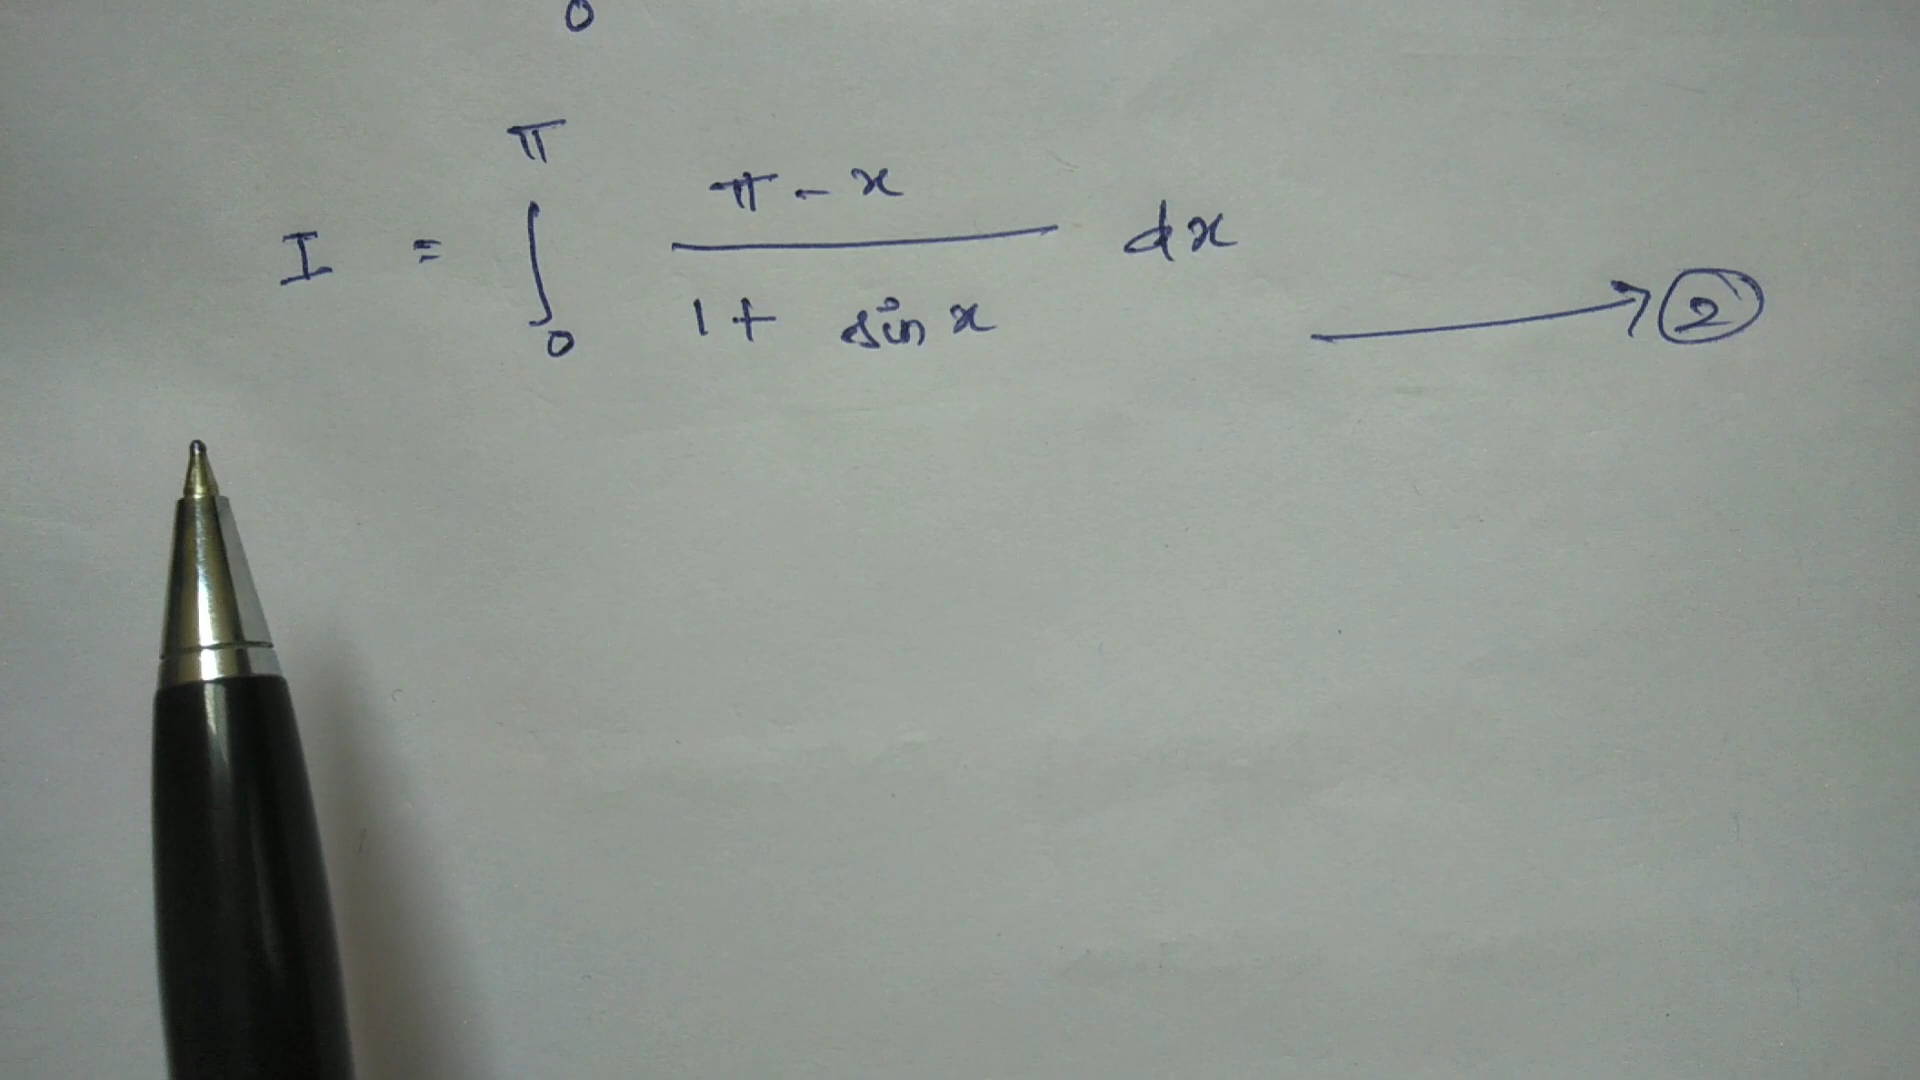 0
I = ∫₀^π (π - x)/(1 + sin x) dx → ②